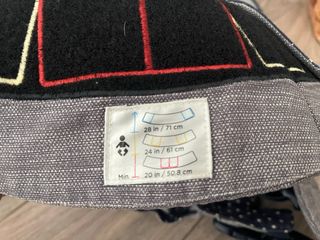 28 in / 71 cm
24 in / 61 cm
Min 20 in / 50.8 cm